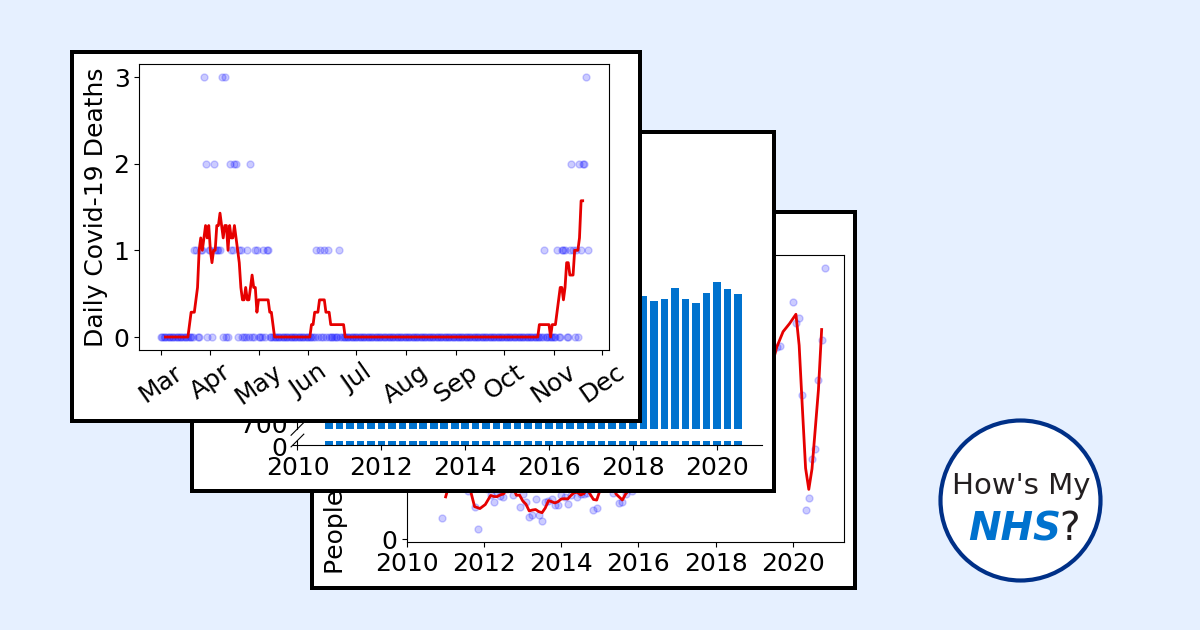 Daily Covid-19 Deaths
3
2
1
0
Mar Apr May Jun Jul Aug Sep Oct Nov Dec
700
0
2010 2012 2014 2016 2018 2020
People
0
2010 2012 2014 2016 2018 2020
How's My
NHS?